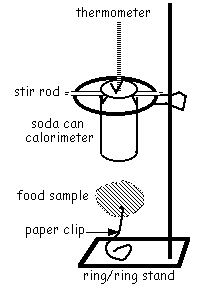 thermometer
stir rod
soda can
calorimeter
food sample
paper clip
ring/ring stand